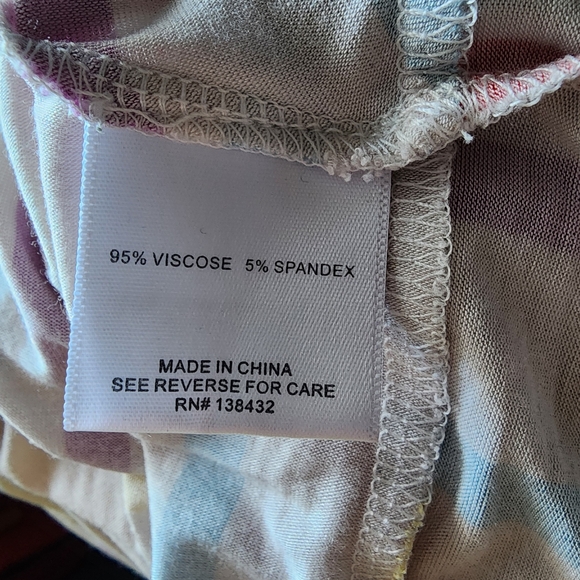 95% VISCOSE 5% SPANDEX
MADE IN CHINA
SEE REVERSE FOR CARE
RN# 138432